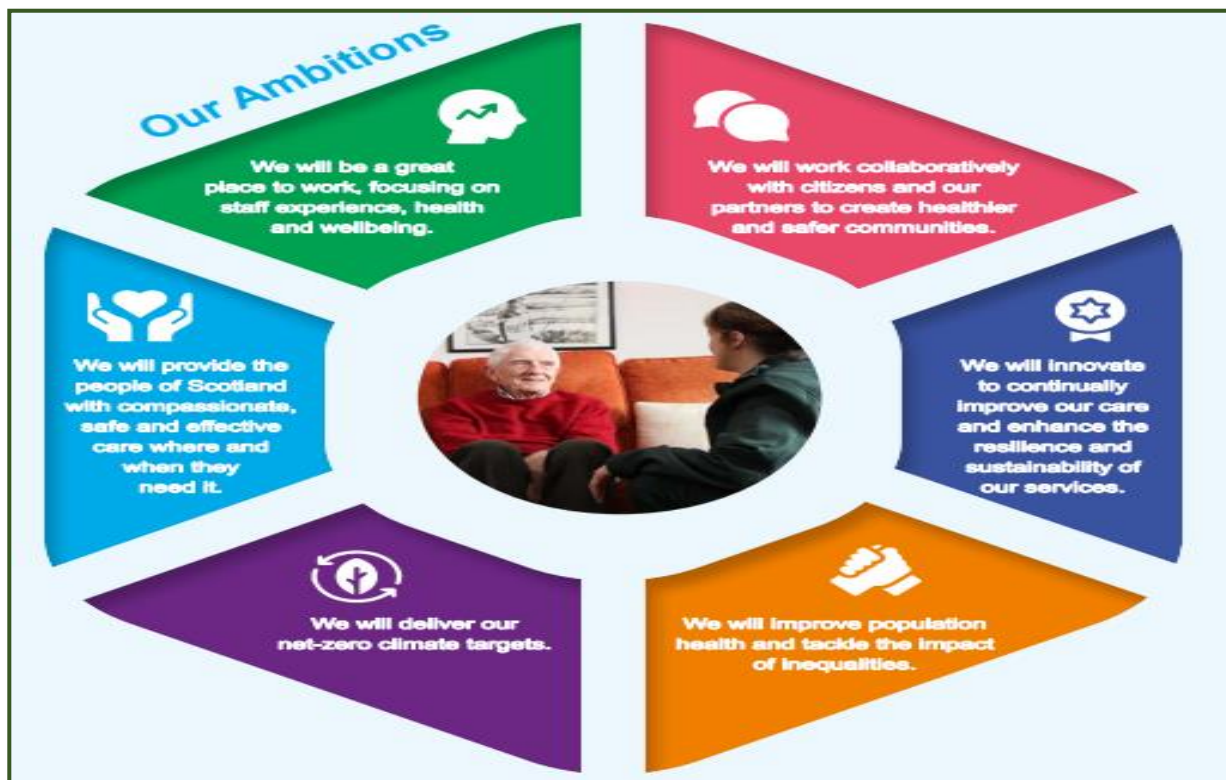 Our Ambitions
We will be a great
place to work, focusing on
staff experience, health
and wellbeing.
We will work collaboratively
with citizens and our
partners to create healthier
and safer communities.
We will provide the
people of Scotland
with compassionate,
safe and effective
care where and
when they
need it.
We will innovate
to continually
improve our care
and enhance the
resilience and
sustainability of
our services.
We will deliver our
net-zero climate targets.
We will improve population
health and tackle the impact
of inequalities.